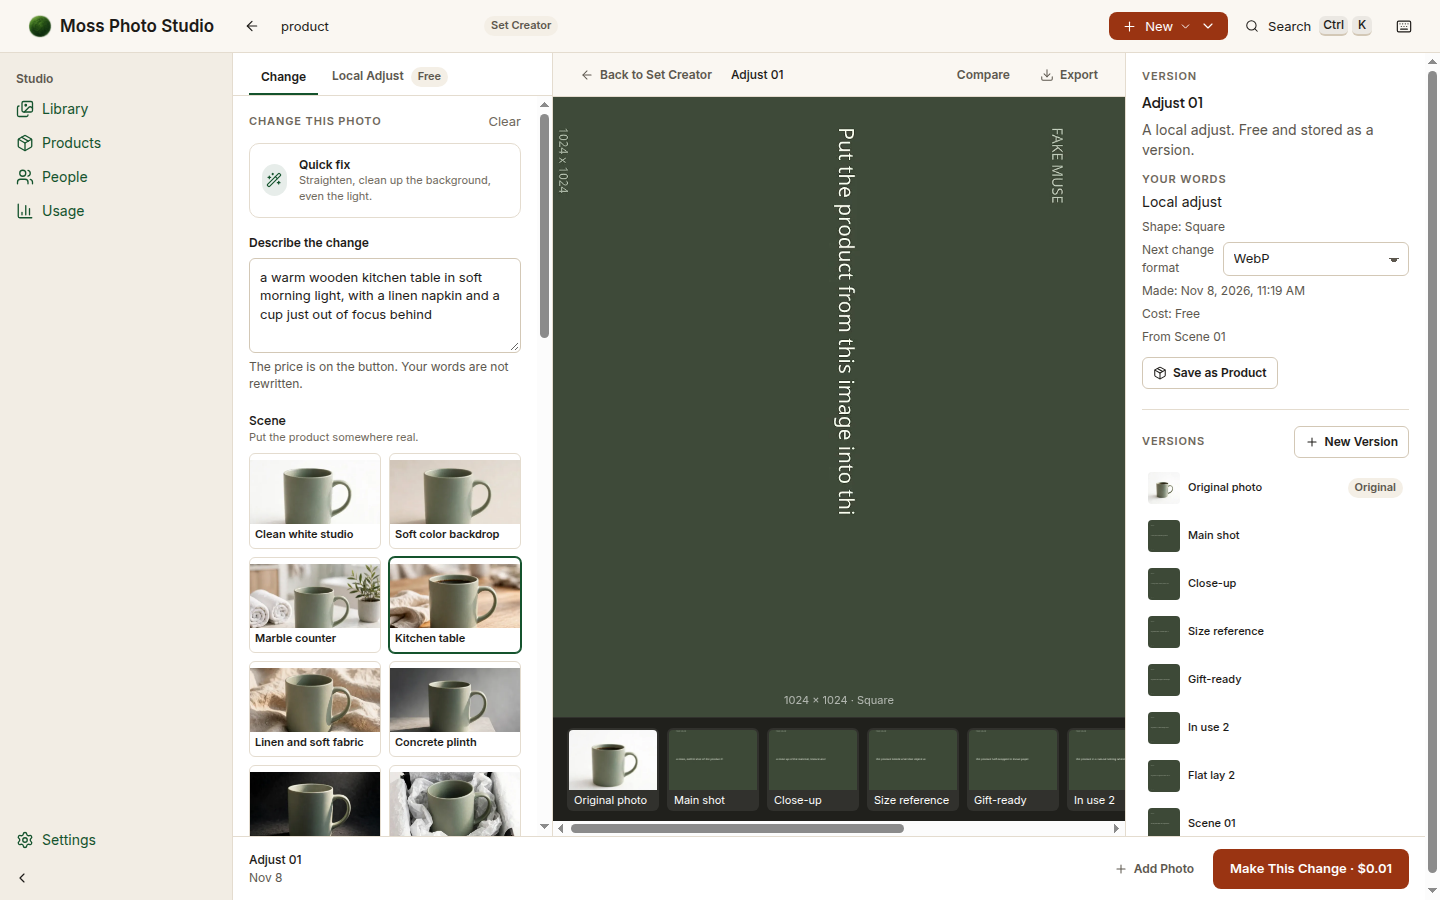 Moss Photo Studio
product
Set Creator
New
Search
Ctrl
K
Studio
Library
Products
People
Usage
Settings
Change
Local Adjust
Free
CHANGE THIS PHOTO
Clear
Quick fix
Straighten, clean up the background,
even the light.
Describe the change
a warm wooden kitchen table in soft
morning light, with a linen napkin and a
cup just out of focus behind
The price is on the button. Your words are not
rewritten.
Scene
Put the product somewhere real.
Clean white studio
Soft color backdrop
Marble counter
Kitchen table
Linen and soft fabric
Concrete plinth
Back to Set Creator
Adjust 01
Compare
Export
FAKE MUSE
Put the product from this image into thi
1024 x 1024
1024 × 1024 · Square
Original photo
Main shot
Close-up
Size reference
Gift-ready
In use 2
VERSION
Adjust 01
A local adjust. Free and stored as a
version.
YOUR WORDS
Local adjust
Shape: Square
Next change
format
WebP
Made: Nov 8, 2026, 11:19 AM
Cost: Free
From Scene 01
Save as Product
VERSIONS
New Version
Original photo
Original
Main shot
Close-up
Size reference
Gift-ready
In use 2
Flat lay 2
Scene 01
Adjust 01
Nov 8
Add Photo
Make This Change · $0.01